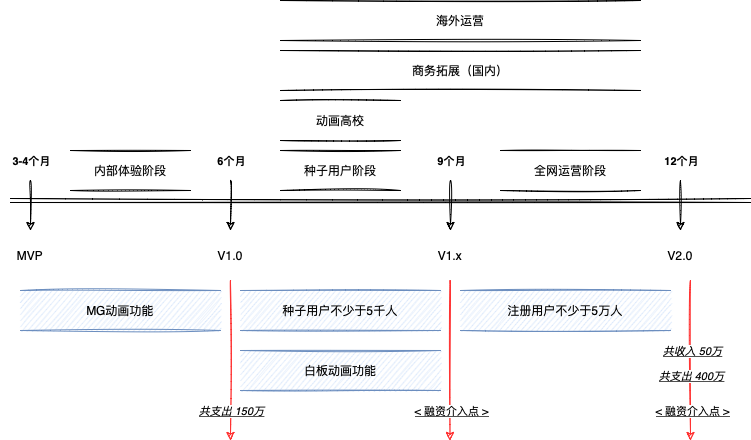 海外运营
商务拓展（国内）
动画高校
3-4个月
内部体验阶段
6个月
种子用户阶段
9个月
全网运营阶段
12个月
MVP
V1.0
V1.x
V2.0
MG动画功能
种子用户不少于5千人
注册用户不少于5万人
共收入 50万
白板动画功能
共支出 400万
共支出 150万
< 融资介入点 >
< 融资介入点 >